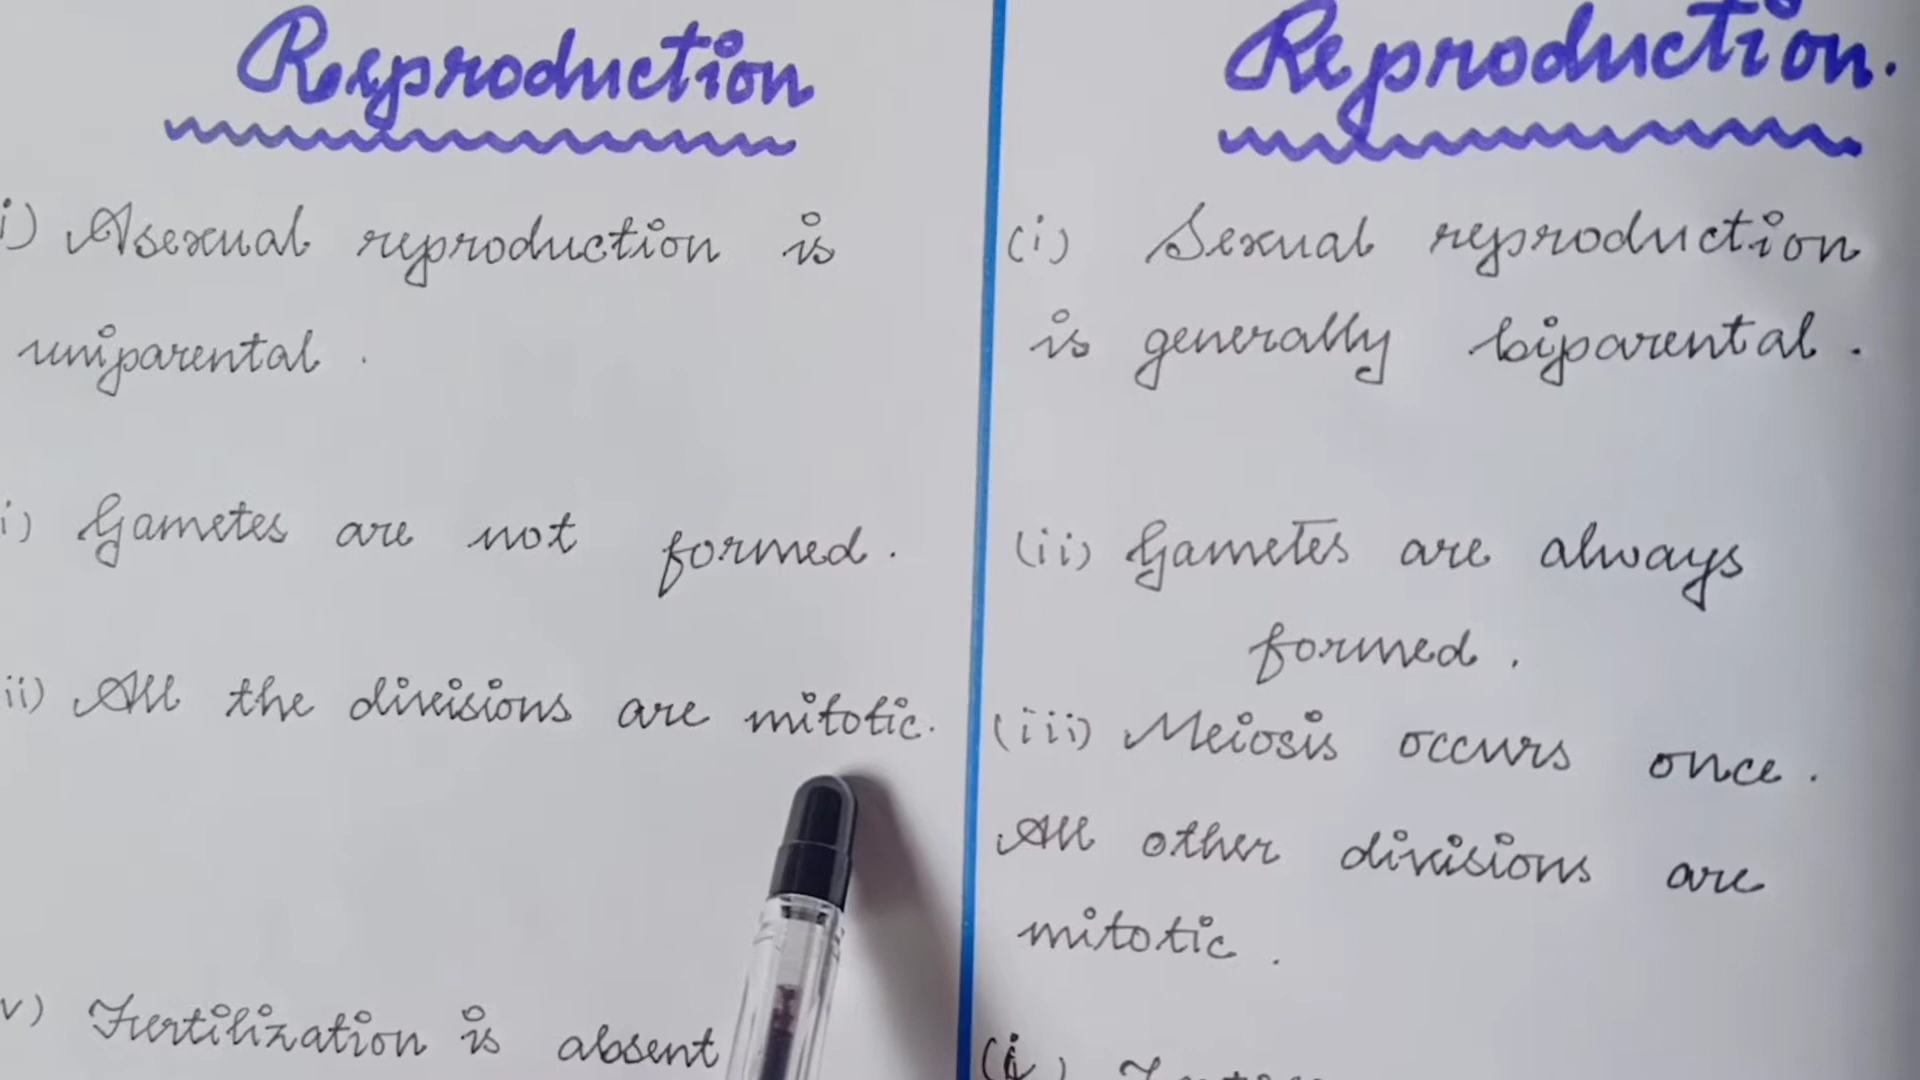 Reproduction
i) Asexual reproduction is
uniparental.
i) Gametes are not formed.
ii) All the divisions are mitotic.
v) Fertilization is absent
Reproduction.
(i) Sexual reproduction
is generally biparental.
(ii) Gametes are always
formed.
(iii) Meiosis occurs once.
All other divisions are
mitotic.